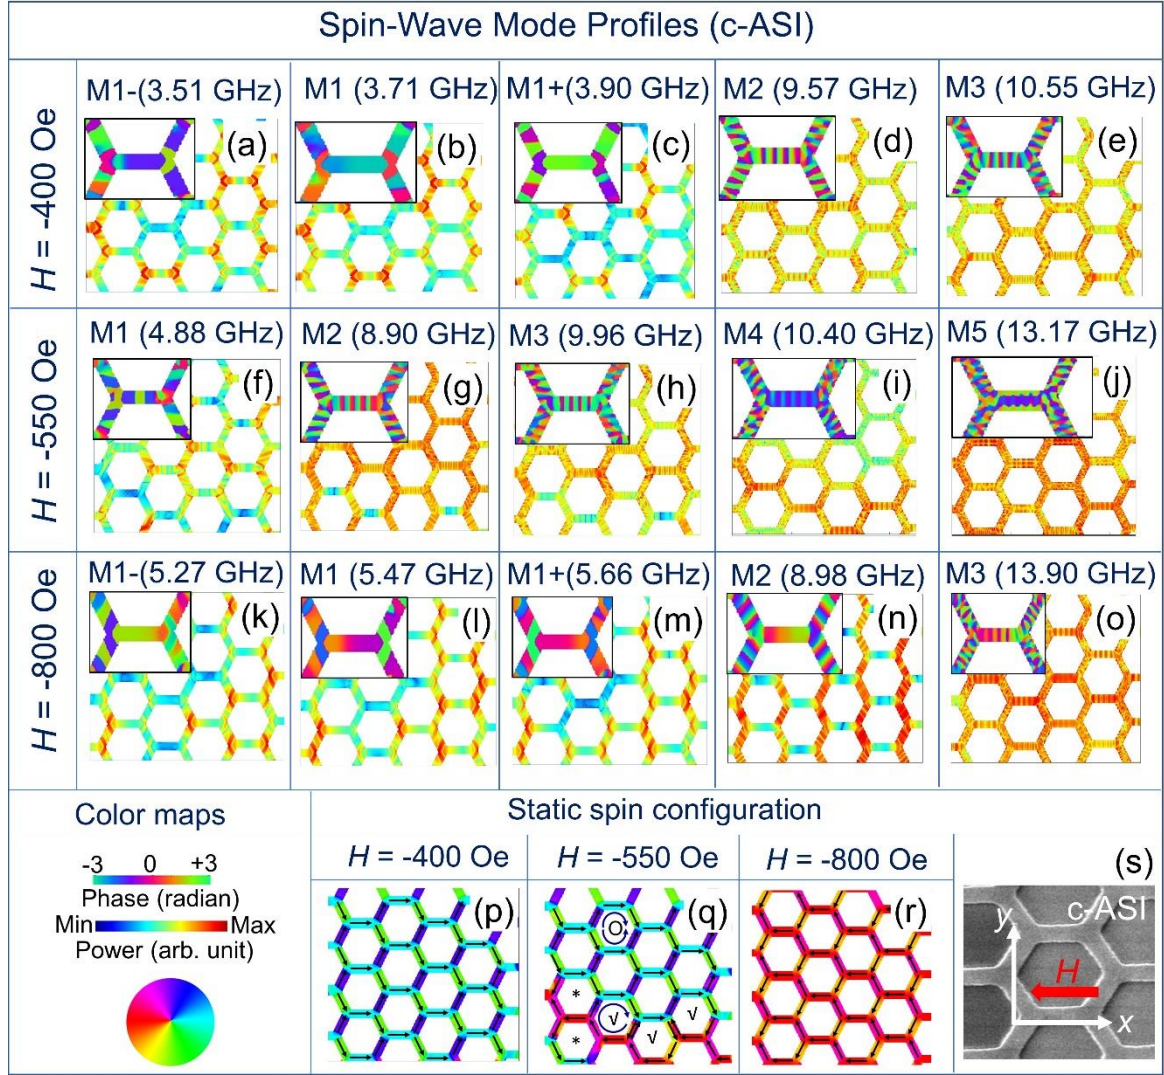 Spin-Wave Mode Profiles (c-ASI)
H = -400 Oe
M1-(3.51 GHz)
(a)
M1 (3.71 GHz)
(b)
M1+(3.90 GHz)
(c)
M2 (9.57 GHz)
(d)
M3 (10.55 GHz)
(e)
H = -550 Oe
M1 (4.88 GHz)
(f)
M2 (8.90 GHz)
(g)
M3 (9.96 GHz)
(h)
M4 (10.40 GHz)
(i)
M5 (13.17 GHz)
(j)
H = -800 Oe
M1-(5.27 GHz)
(k)
M1 (5.47 GHz)
(l)
M1+(5.66 GHz)
(m)
M2 (8.98 GHz)
(n)
M3 (13.90 GHz)
(o)
Color maps
-3 0 +3
Phase (radian)
Min Max
Power (arb. unit)
Static spin configuration
H = -400 Oe
(p)
H = -550 Oe
(q)
O
*
√ √ √
*
H = -800 Oe
(r)
(s)
c-ASI
y
H
x